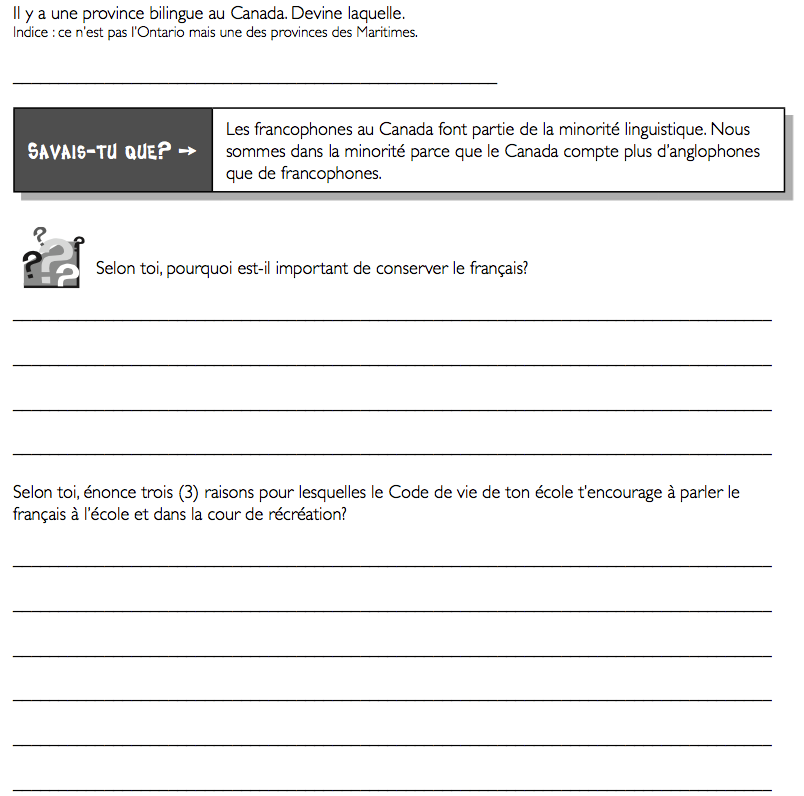 Il y a une province bilingue au Canada. Devine laquelle.
Indice : ce n'est pas l'Ontario mais une des provinces des Maritimes.
SAVAIS-TU QUE? →
Les francophones au Canada font partie de la minorité linguistique. Nous
sommes dans la minorité parce que le Canada compte plus d'anglophones
que de francophones.
Selon toi, pourquoi est-il important de conserver le français?
Selon toi, énonce trois (3) raisons pour lesquelles le Code de vie de ton école t'encourage à parler le
français à l'école et dans la cour de récréation?